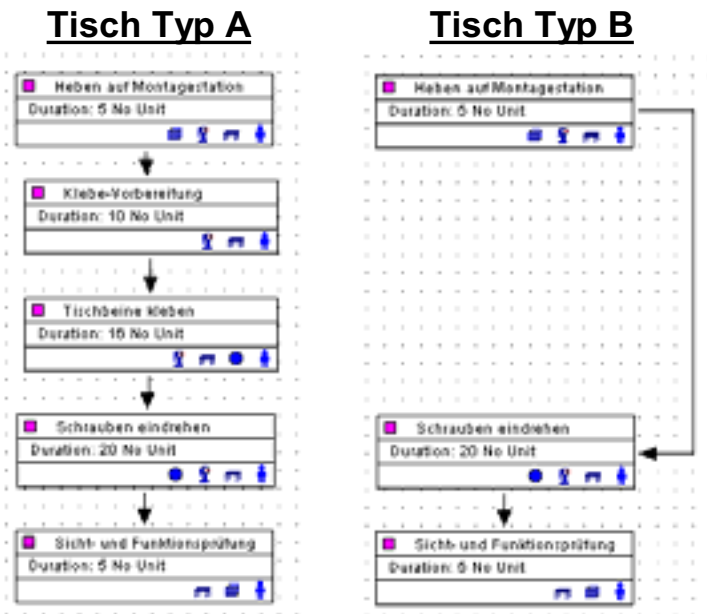 Tisch Typ A
Heben auf Montagestation
Duration: 5 No Unit
Klebe-Vorbereitung
Duration: 10 No Unit
Tischbeine kleben
Duration: 15 No Unit
Schrauben eindrehen
Duration: 20 No Unit
Sicht- und Funktionsprüfung
Duration: 5 No Unit
Tisch Typ B
Heben auf Montagestation
Duration: 5 No Unit
Schrauben eindrehen
Duration: 20 No Unit
Sicht- und Funktionsprüfung
Duration: 5 No Unit